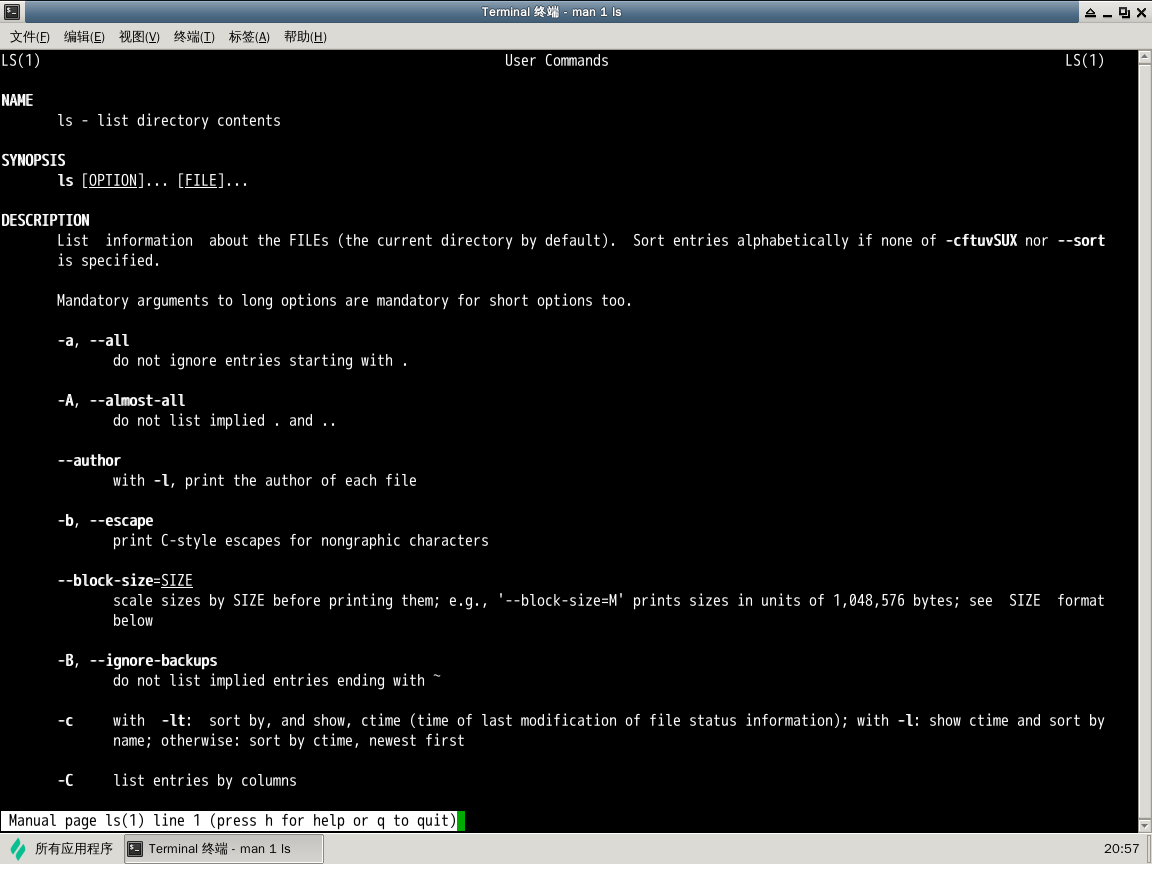 Terminal 终端 - man 1 ls
文件(F) 编辑(E) 视图(V) 终端(T) 标签(A) 帮助(H)
LS(1) User Commands LS(1)
NAME
ls - list directory contents
SYNOPSIS
ls [OPTION]... [FILE]...
DESCRIPTION
List  information  about the FILEs (the current directory by default).  Sort entries alphabetically if none of -cftuvSUX nor --sort
is specified.
Mandatory arguments to long options are mandatory for short options too.
-a, --all
do not ignore entries starting with .
-A, --almost-all
do not list implied . and ..
--author
with -l, print the author of each file
-b, --escape
print C-style escapes for nongraphic characters
--block-size=SIZE
scale sizes by SIZE before printing them; e.g., '--block-size=M' prints sizes in units of 1,048,576 bytes; see  SIZE  format
below
-B, --ignore-backups
do not list implied entries ending with ~
-c     with  -lt:  sort by, and show, ctime (time of last modification of file status information); with -l: show ctime and sort by
name; otherwise: sort by ctime, newest first
-C     list entries by columns
Manual page ls(1) line 1 (press h for help or q to quit)
所有应用程序 Terminal 终端 - man 1 ls 20:57